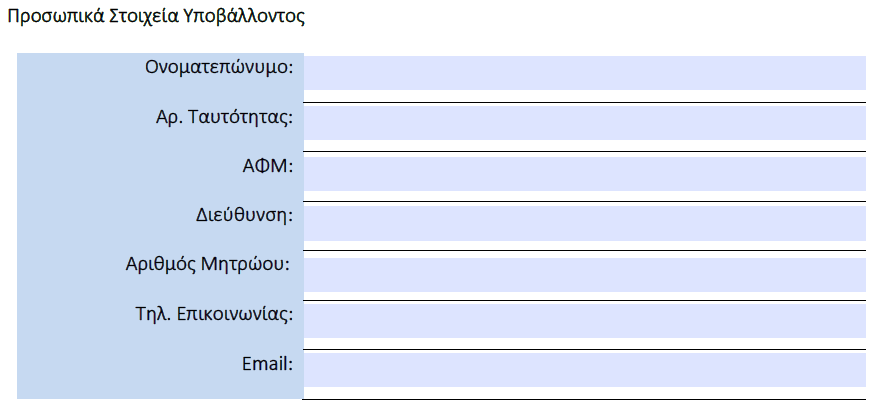 Προσωπικά Στοιχεία Υποβάλλοντος
Ονοματεπώνυμο:
Αρ. Ταυτότητας:
ΑΦΜ:
Διεύθυνση:
Αριθμός Μητρώου:
Τηλ. Επικοινωνίας:
Email: